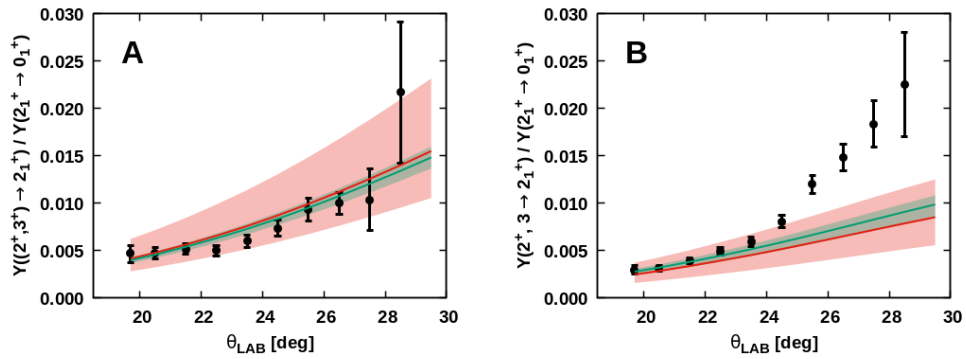 Y((2⁺,3⁺) → 2₁⁺) / Y(2₁⁺ → 0₁⁺)
A
0.030
0.025
0.020
0.015
0.010
0.005
0.000
20 22 24 26 28 30
θLAB [deg]
Y(2⁺, 3 → 2₁⁺) / Y(2₁⁺ → 0₁⁺)
B
0.030
0.025
0.020
0.015
0.010
0.005
0.000
20 22 24 26 28 30
θLAB [deg]